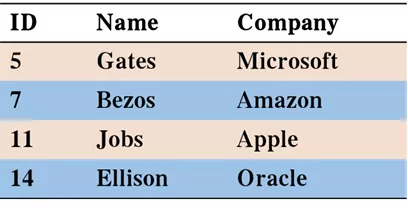 ID Name Company
5 Gates Microsoft
7 Bezos Amazon
11 Jobs Apple
14 Ellison Oracle